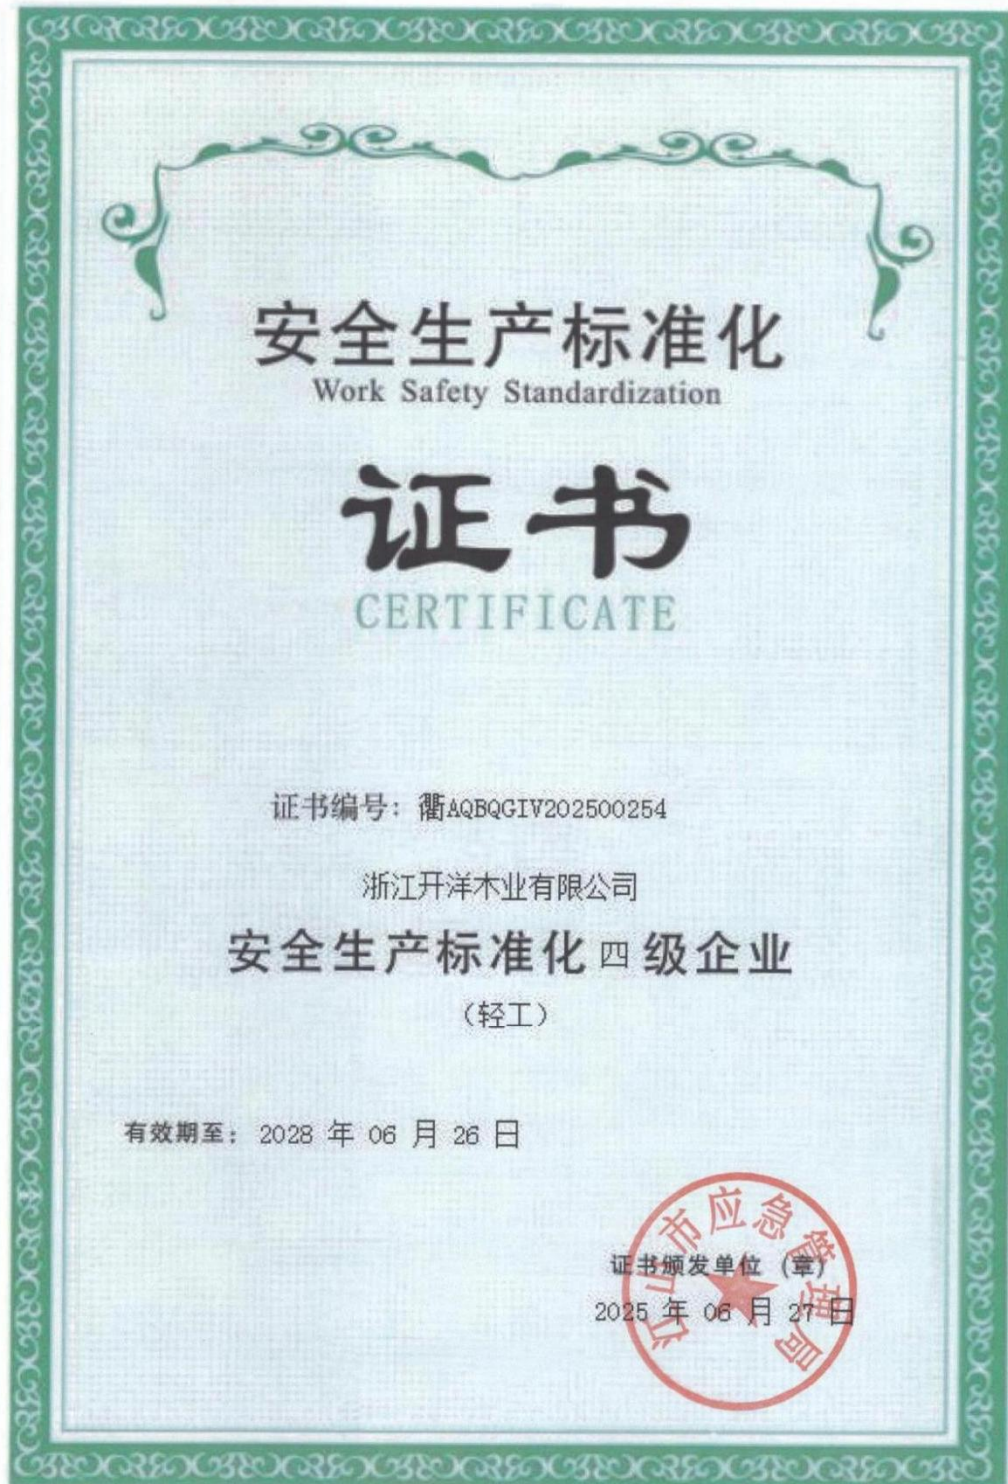 安全生产标准化
Work Safety Standardization
证书
CERTIFICATE
证书编号：衢AQBQGIV202500254
浙江开洋木业有限公司
安全生产标准化四级企业
（轻工）
有效期至：2028 年 06 月 26 日
江山市应急管理局
证书颁发单位（章）
2025 年 06 月 27 日